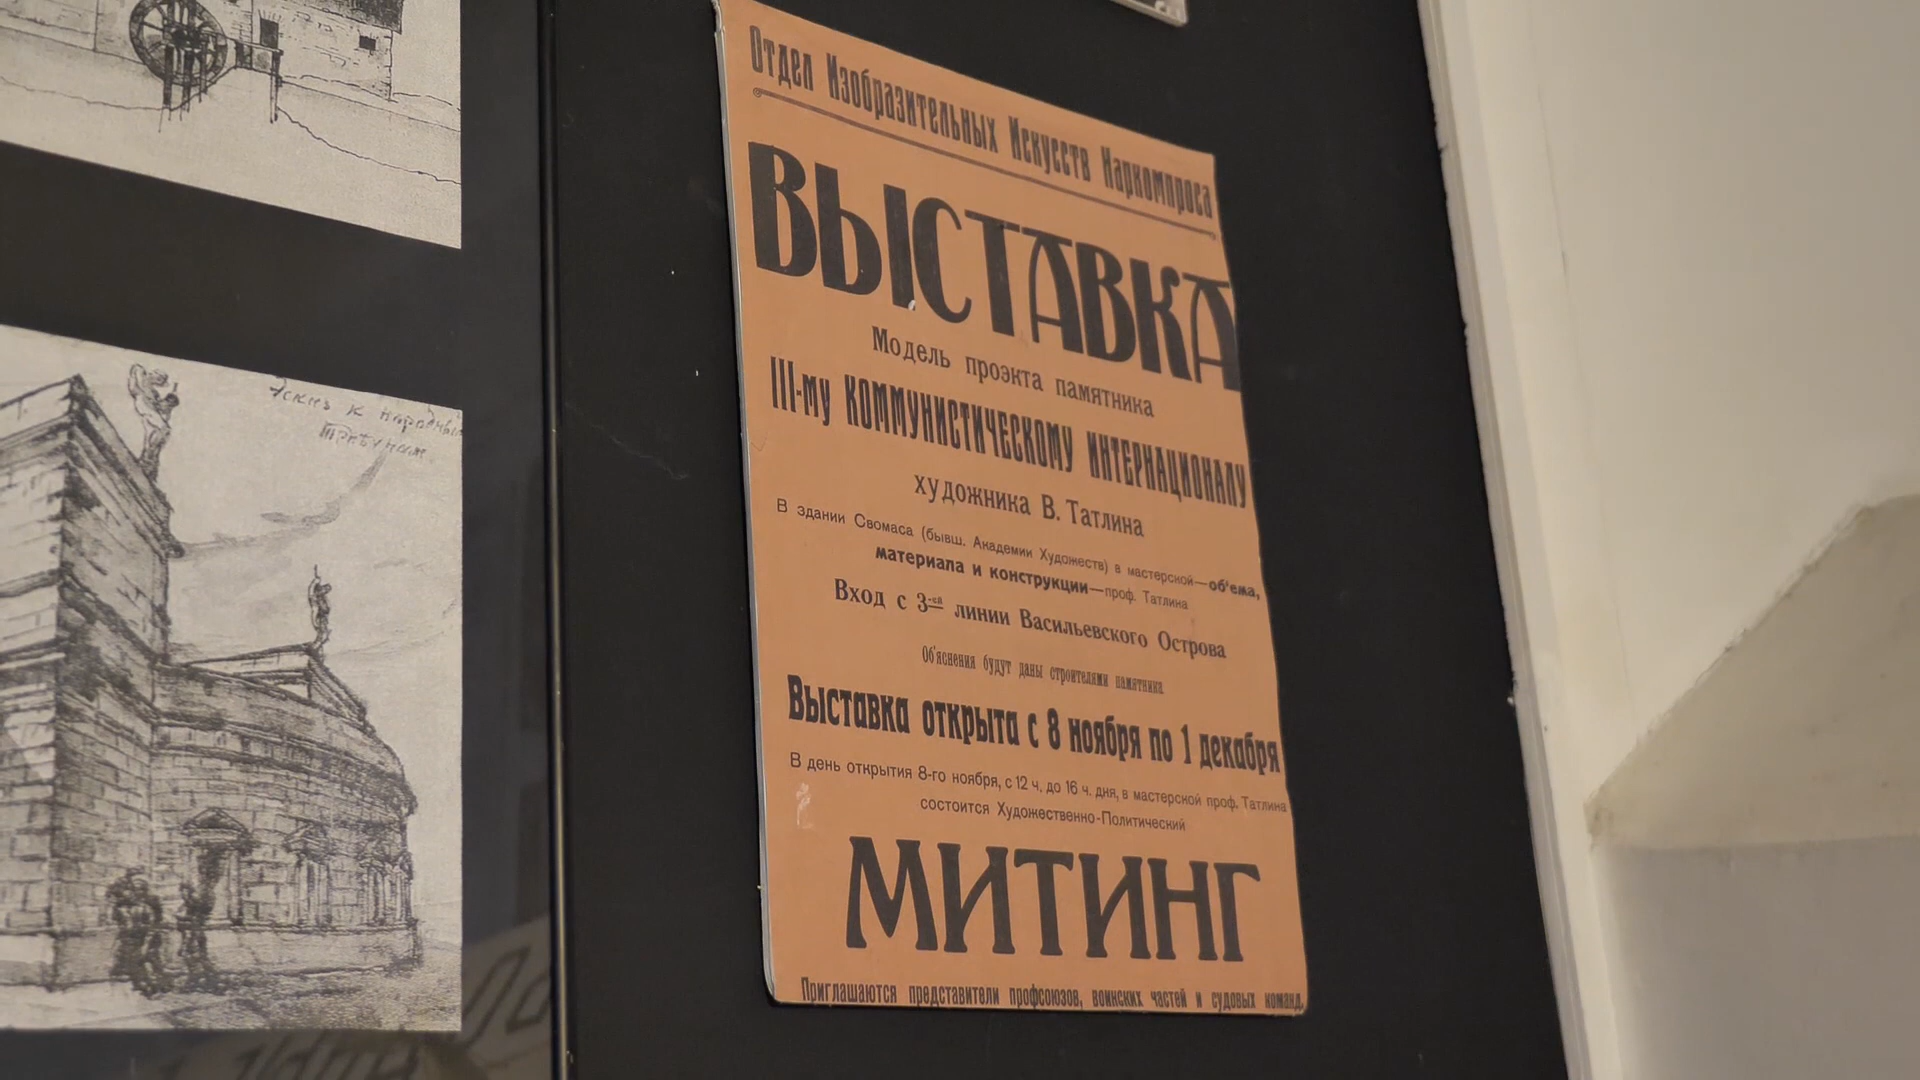 Эскиз к народным
трибунам
Отдел Изобразительных Искусств Наркомпроса
ВЫСТАВКА
Модель проэкта памятника
III-му КОММУНИСТИЧЕСКОМУ ИНТЕРНАЦИОНАЛУ
художника В. Татлина
В здании Свомаса (бывш. Академии Художеств) в мастерской—об'ема,
материала и конструкции—проф. Татлина
Вход с 3-ей линии Васильевского Острова
Об'яснения будут даны строителями памятника
Выставка открыта с 8 ноября по 1 декабря
В день открытия 8-го ноября, с 12 ч. до 16 ч. дня, в мастерской проф. Татлина
состоится Художественно-Политический
МИТИНГ
Приглашаются представители профсоюзов, воинских частей и судовых команд.